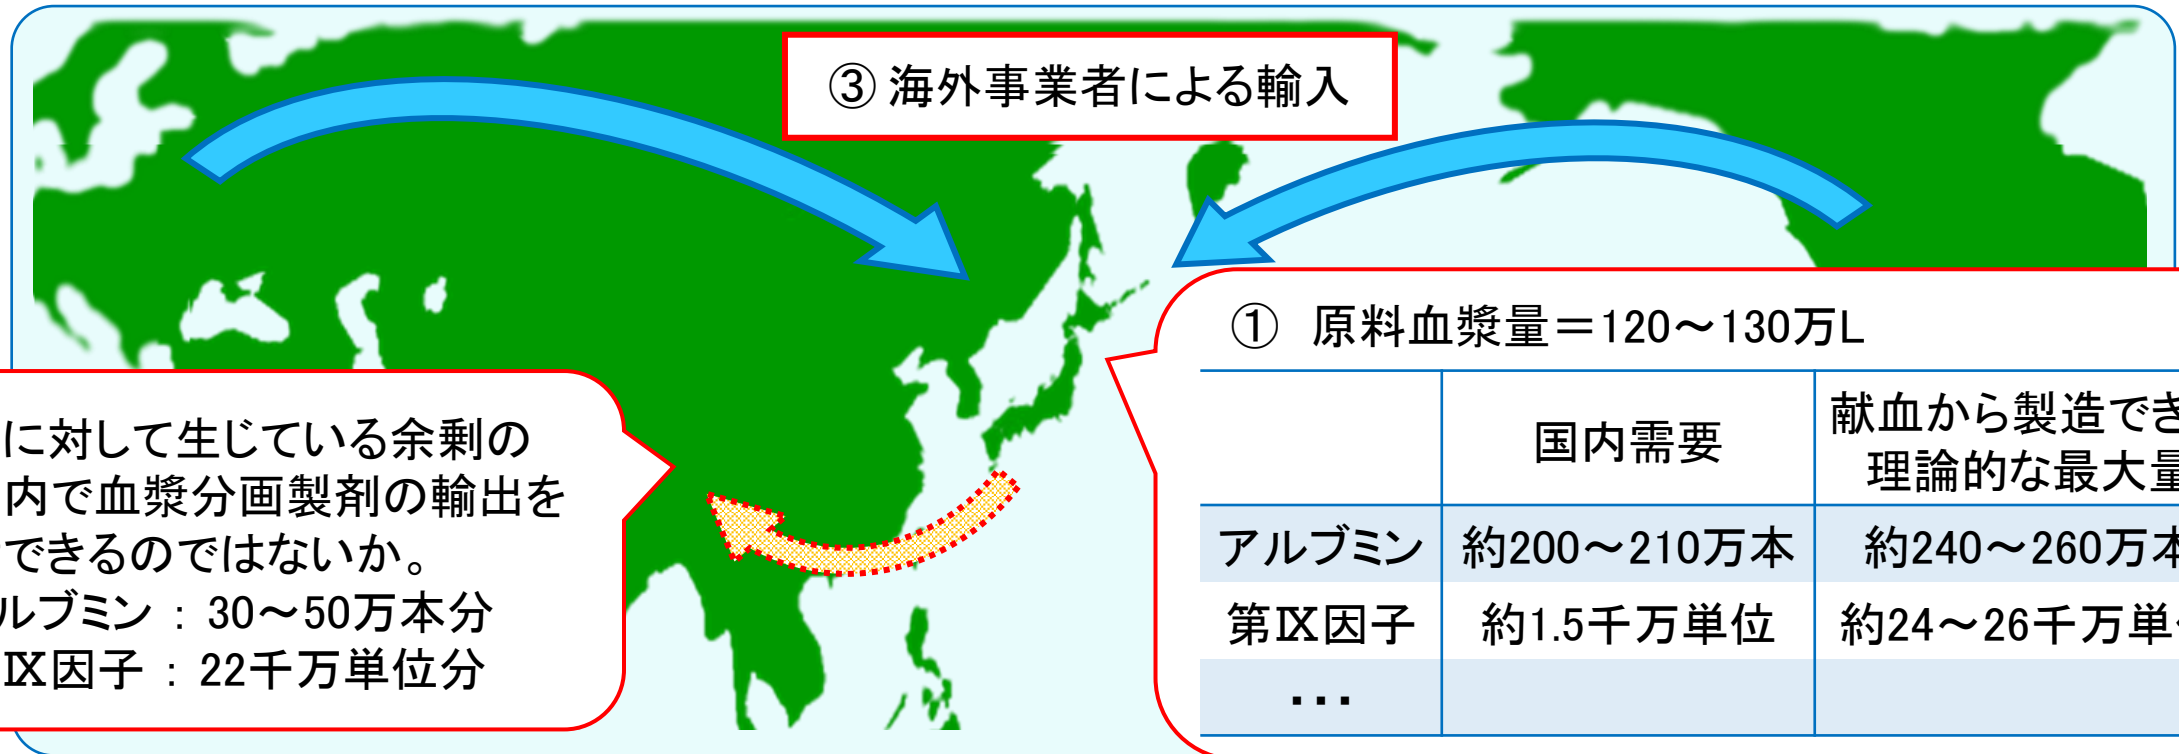 ③ 海外事業者による輸入
① 原料血漿量＝120～130万L
国内需要
献血から製造でき
理論的な最大量
アルブミン 約200～210万本 約240～260万本
第Ⅸ因子 約1.5千万単位 約24～26千万単
・・・
に対して生じている余剰の
内で血漿分画製剤の輸出を
できるのではないか。
ルブミン ： 30～50万本分
Ⅸ因子 ： 22千万単位分